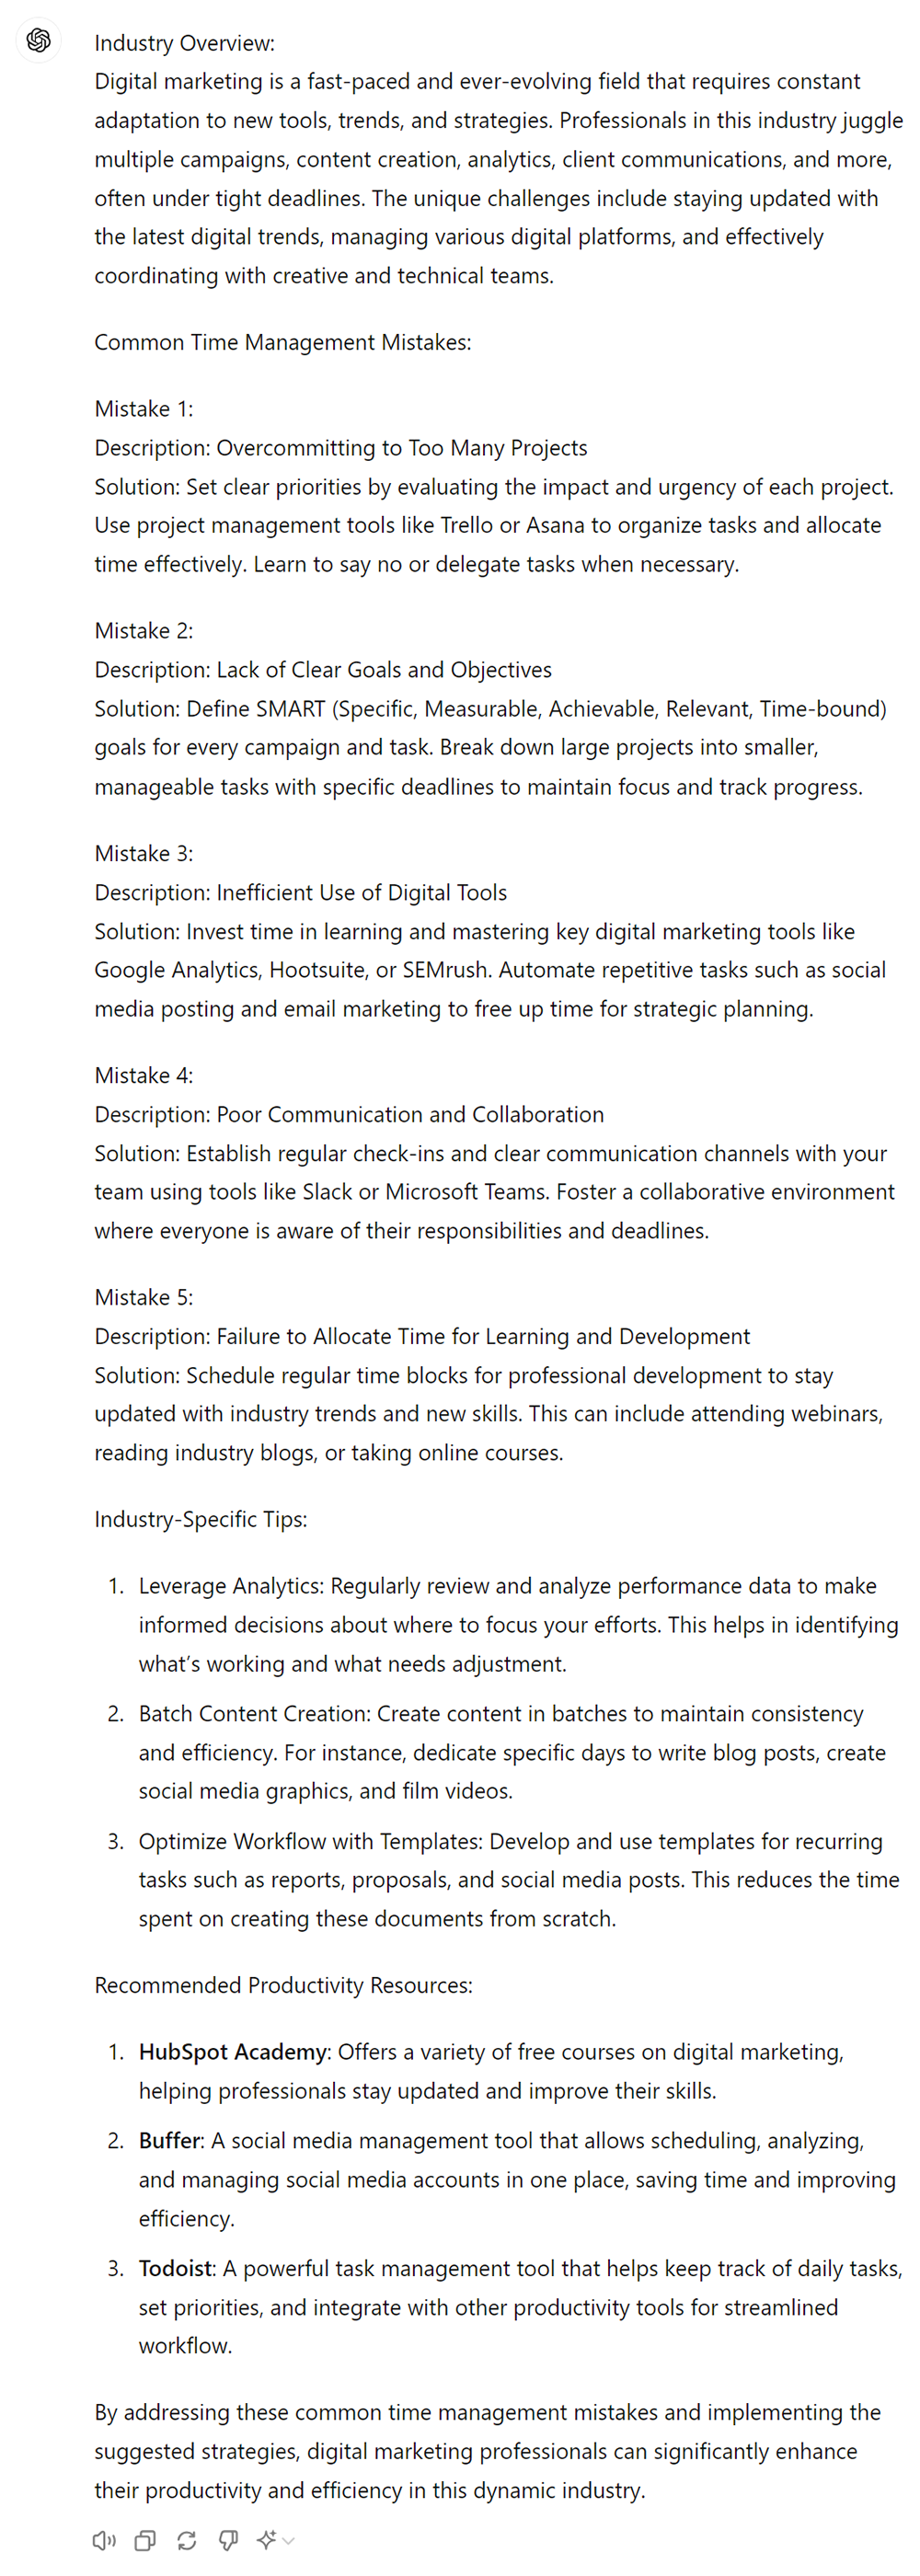 Industry Overview:
Digital marketing is a fast-paced and ever-evolving field that requires constant
adaptation to new tools, trends, and strategies. Professionals in this industry juggle
multiple campaigns, content creation, analytics, client communications, and more,
often under tight deadlines. The unique challenges include staying updated with
the latest digital trends, managing various digital platforms, and effectively
coordinating with creative and technical teams.
Common Time Management Mistakes:
Mistake 1:
Description: Overcommitting to Too Many Projects
Solution: Set clear priorities by evaluating the impact and urgency of each project.
Use project management tools like Trello or Asana to organize tasks and allocate
time effectively. Learn to say no or delegate tasks when necessary.
Mistake 2:
Description: Lack of Clear Goals and Objectives
Solution: Define SMART (Specific, Measurable, Achievable, Relevant, Time-bound)
goals for every campaign and task. Break down large projects into smaller,
manageable tasks with specific deadlines to maintain focus and track progress.
Mistake 3:
Description: Inefficient Use of Digital Tools
Solution: Invest time in learning and mastering key digital marketing tools like
Google Analytics, Hootsuite, or SEMrush. Automate repetitive tasks such as social
media posting and email marketing to free up time for strategic planning.
Mistake 4:
Description: Poor Communication and Collaboration
Solution: Establish regular check-ins and clear communication channels with your
team using tools like Slack or Microsoft Teams. Foster a collaborative environment
where everyone is aware of their responsibilities and deadlines.
Mistake 5:
Description: Failure to Allocate Time for Learning and Development
Solution: Schedule regular time blocks for professional development to stay
updated with industry trends and new skills. This can include attending webinars,
reading industry blogs, or taking online courses.
Industry-Specific Tips:
1. Leverage Analytics: Regularly review and analyze performance data to make
informed decisions about where to focus your efforts. This helps in identifying
what’s working and what needs adjustment.
2. Batch Content Creation: Create content in batches to maintain consistency
and efficiency. For instance, dedicate specific days to write blog posts, create
social media graphics, and film videos.
3. Optimize Workflow with Templates: Develop and use templates for recurring
tasks such as reports, proposals, and social media posts. This reduces the time
spent on creating these documents from scratch.
Recommended Productivity Resources:
1. HubSpot Academy: Offers a variety of free courses on digital marketing,
helping professionals stay updated and improve their skills.
2. Buffer: A social media management tool that allows scheduling, analyzing,
and managing social media accounts in one place, saving time and improving
efficiency.
3. Todoist: A powerful task management tool that helps keep track of daily tasks,
set priorities, and integrate with other productivity tools for streamlined
workflow.
By addressing these common time management mistakes and implementing the
suggested strategies, digital marketing professionals can significantly enhance
their productivity and efficiency in this dynamic industry.